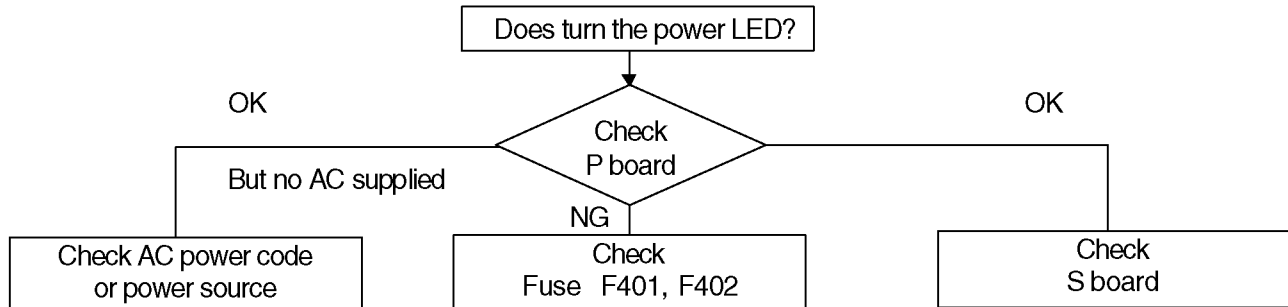 Does turn the power LED?
OK
OK
Check
P board
But no AC supplied
NG
Check AC power code
or power source
Check
Fuse F401, F402
Check
S board